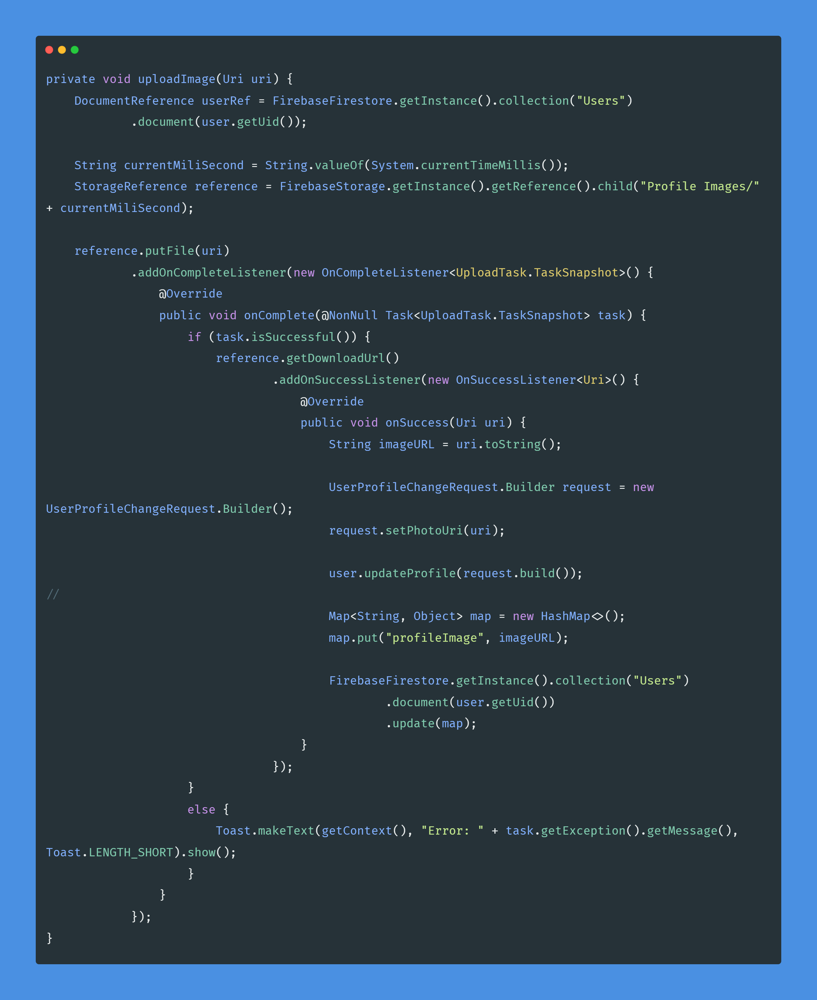 private void uploadImage(Uri uri) {
    DocumentReference userRef = FirebaseFirestore.getInstance().collection("Users")
            .document(user.getUid());

    String currentMiliSecond = String.valueOf(System.currentTimeMillis());
    StorageReference reference = FirebaseStorage.getInstance().getReference().child("Profile Images/"
+ currentMiliSecond);

    reference.putFile(uri)
            .addOnCompleteListener(new OnCompleteListener<UploadTask.TaskSnapshot>() {
                @Override
                public void onComplete(@NonNull Task<UploadTask.TaskSnapshot> task) {
                    if (task.isSuccessful()) {
                        reference.getDownloadUrl()
                                .addOnSuccessListener(new OnSuccessListener<Uri>() {
                                    @Override
                                    public void onSuccess(Uri uri) {
                                        String imageURL = uri.toString();

                                        UserProfileChangeRequest.Builder request = new
UserProfileChangeRequest.Builder();
                                        request.setPhotoUri(uri);

                                        user.updateProfile(request.build());
//
                                        Map<String, Object> map = new HashMap<>();
                                        map.put("profileImage", imageURL);

                                        FirebaseFirestore.getInstance().collection("Users")
                                                .document(user.getUid())
                                                .update(map);
                                    }
                                });
                    }
                    else {
                        Toast.makeText(getContext(), "Error: " + task.getException().getMessage(),
Toast.LENGTH_SHORT).show();
                    }
                }
            });
}